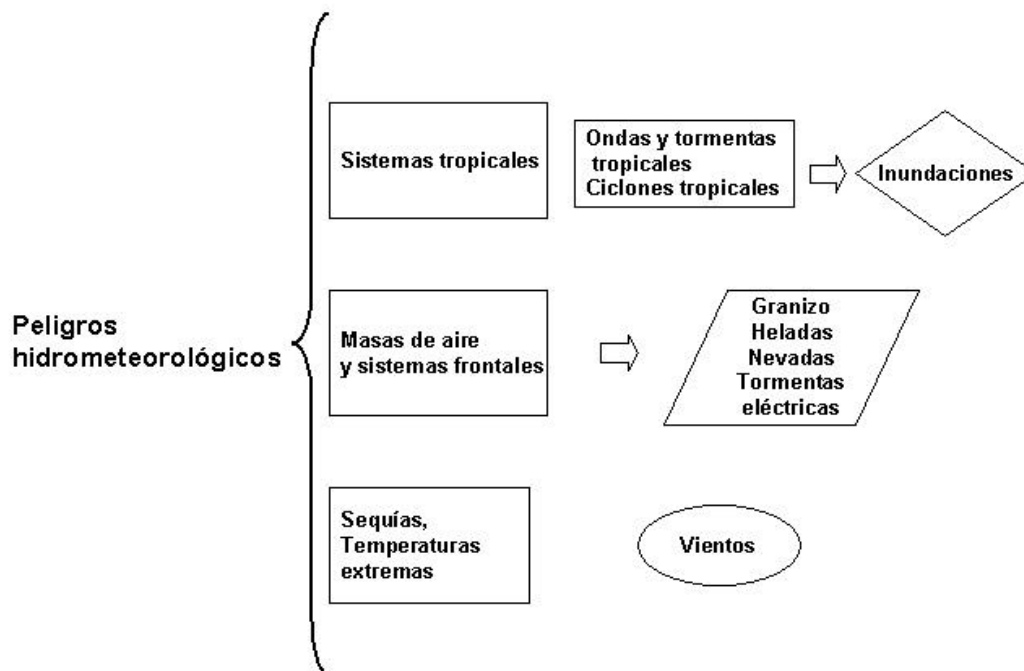 Peligros
hidrometeorológicos
Sistemas tropicales
Ondas y tormentas
tropicales
Ciclones tropicales
Inundaciones
Masas de aire
y sistemas frontales
Granizo
Heladas
Nevadas
Tormentas
eléctricas
Sequías,
Temperaturas
extremas
Vientos